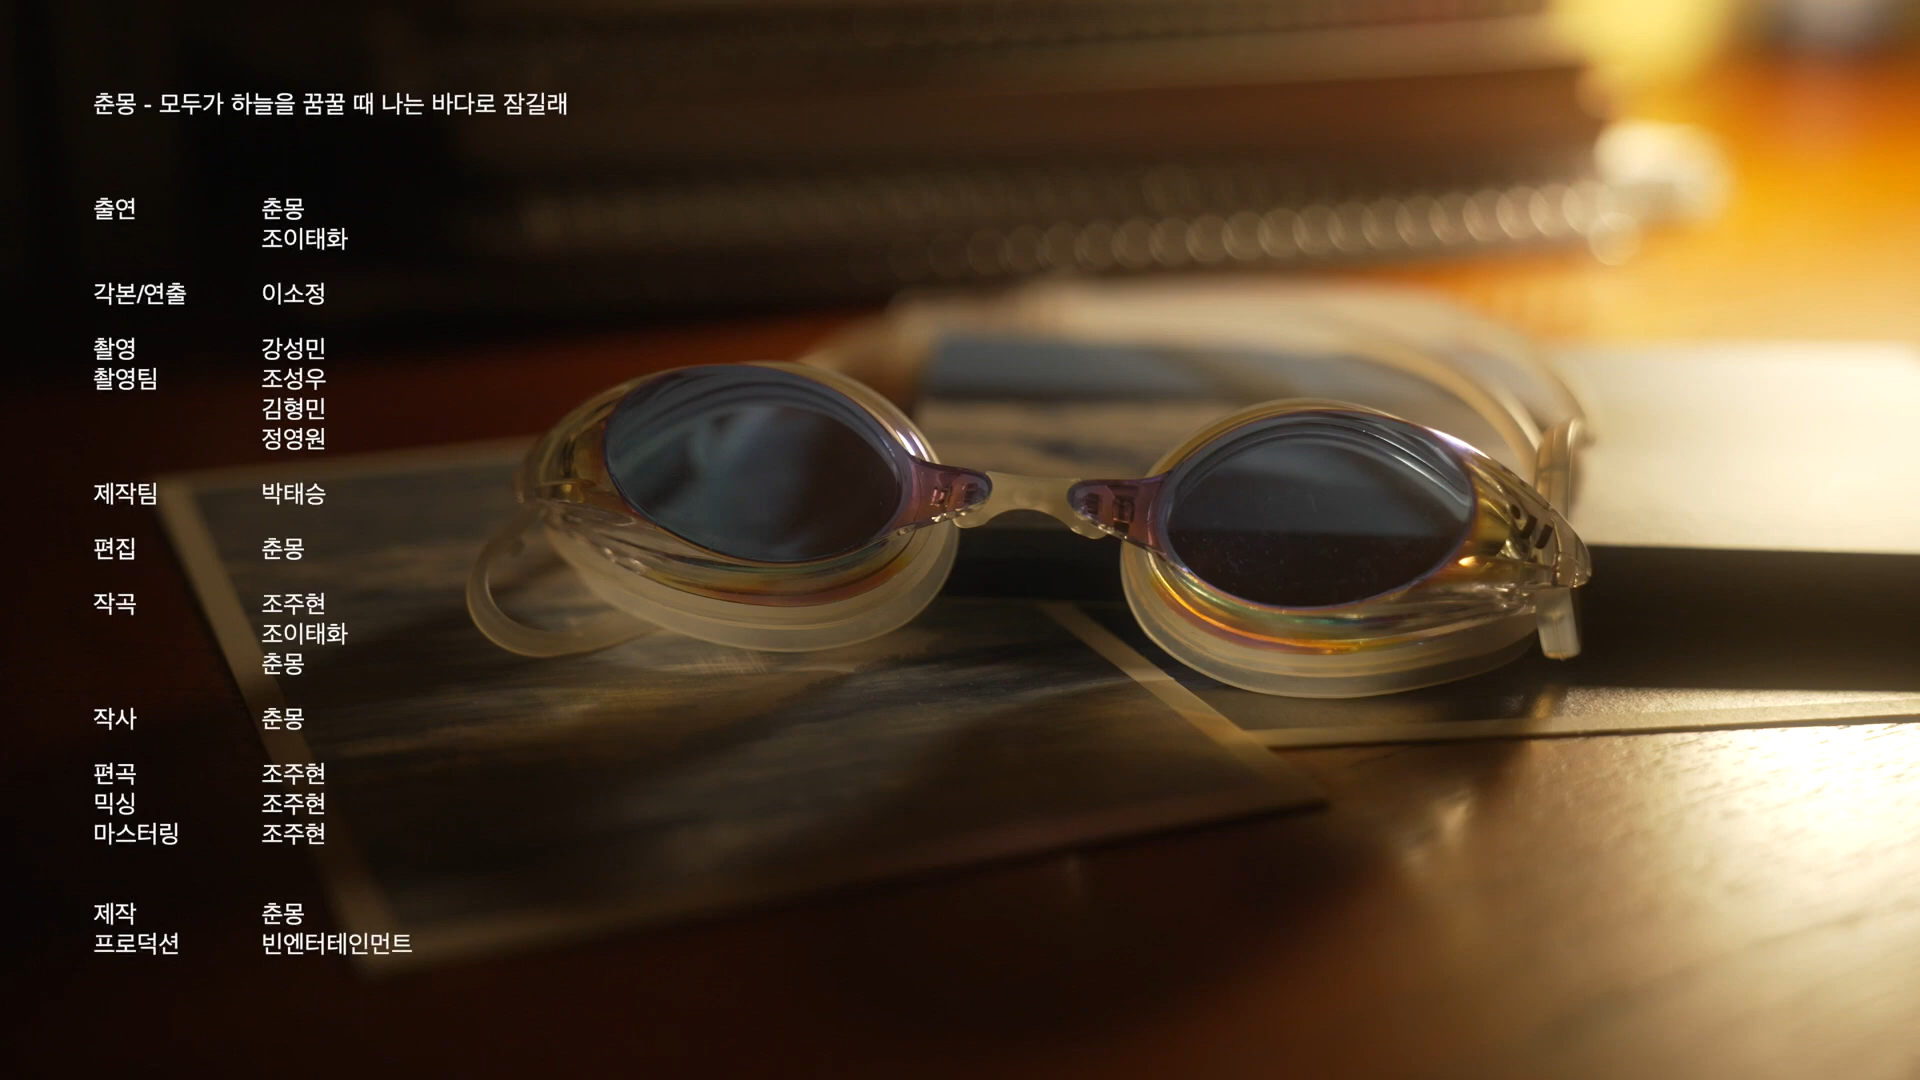 춘몽 - 모두가 하늘을 꿈꿀 때 나는 바다로 잠길래
출연 춘몽
조이태화
각본/연출 이소정
촬영 강성민
촬영팀 조성우
김형민
정영원
제작팀 박태승
편집 춘몽
작곡 조주현
조이태화
춘몽
작사 춘몽
편곡 조주현
믹싱 조주현
마스터링 조주현
제작 춘몽
프로덕션 빈엔터테인먼트